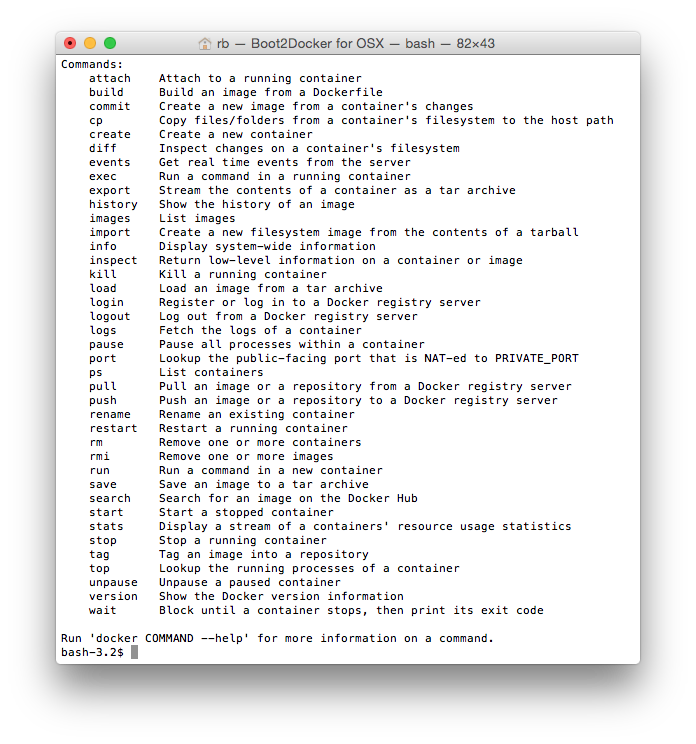 rb — Boot2Docker for OSX — bash — 82×43
Commands:
    attach    Attach to a running container
    build     Build an image from a Dockerfile
    commit    Create a new image from a container's changes
    cp        Copy files/folders from a container's filesystem to the host path
    create    Create a new container
    diff      Inspect changes on a container's filesystem
    events    Get real time events from the server
    exec      Run a command in a running container
    export    Stream the contents of a container as a tar archive
    history   Show the history of an image
    images    List images
    import    Create a new filesystem image from the contents of a tarball
    info      Display system-wide information
    inspect   Return low-level information on a container or image
    kill      Kill a running container
    load      Load an image from a tar archive
    login     Register or log in to a Docker registry server
    logout    Log out from a Docker registry server
    logs      Fetch the logs of a container
    pause     Pause all processes within a container
    port      Lookup the public-facing port that is NAT-ed to PRIVATE_PORT
    ps        List containers
    pull      Pull an image or a repository from a Docker registry server
    push      Push an image or a repository to a Docker registry server
    rename    Rename an existing container
    restart   Restart a running container
    rm        Remove one or more containers
    rmi       Remove one or more images
    run       Run a command in a new container
    save      Save an image to a tar archive
    search    Search for an image on the Docker Hub
    start     Start a stopped container
    stats     Display a stream of a containers' resource usage statistics
    stop      Stop a running container
    tag       Tag an image into a repository
    top       Lookup the running processes of a container
    unpause   Unpause a paused container
    version   Show the Docker version information
    wait      Block until a container stops, then print its exit code

Run 'docker COMMAND --help' for more information on a command.
bash-3.2$